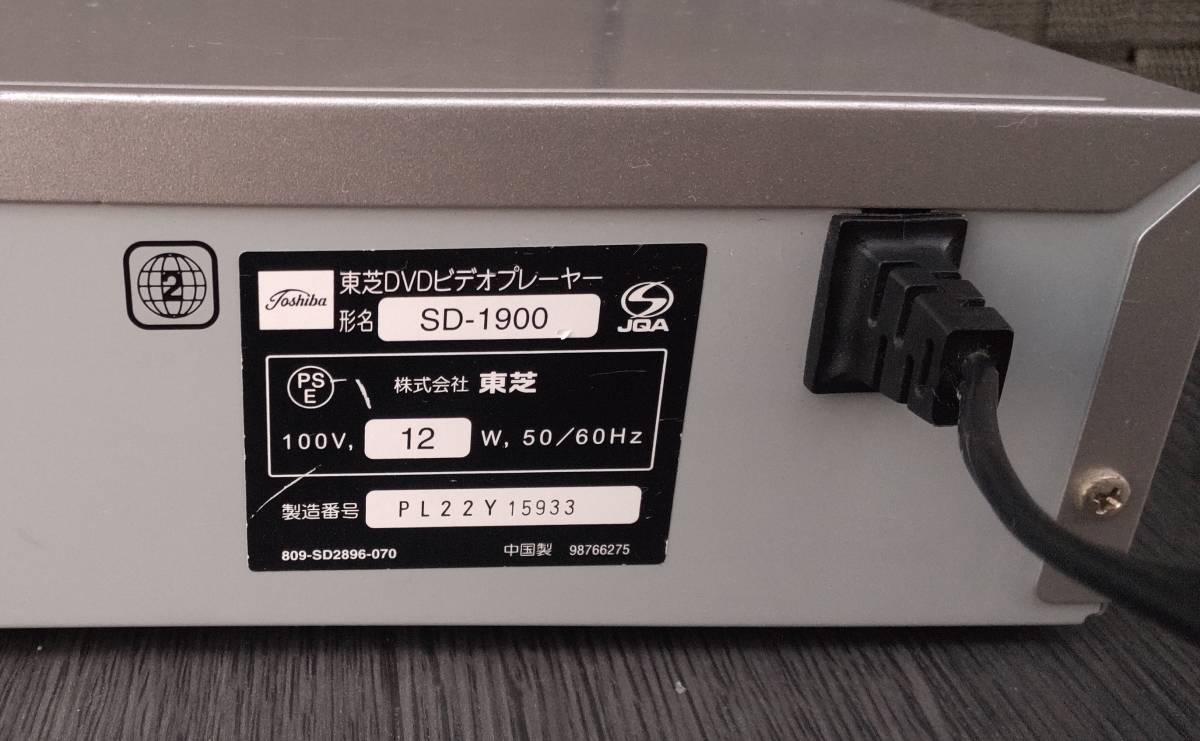 2
Toshiba
東芝DVDビデオプレーヤー
形名 SD-1900
JQA
PS
E
株式会社 東芝
100V, 12 W, 50/60Hz
製造番号 PL22Y15933
809-SD2896-070 中国製 98766275